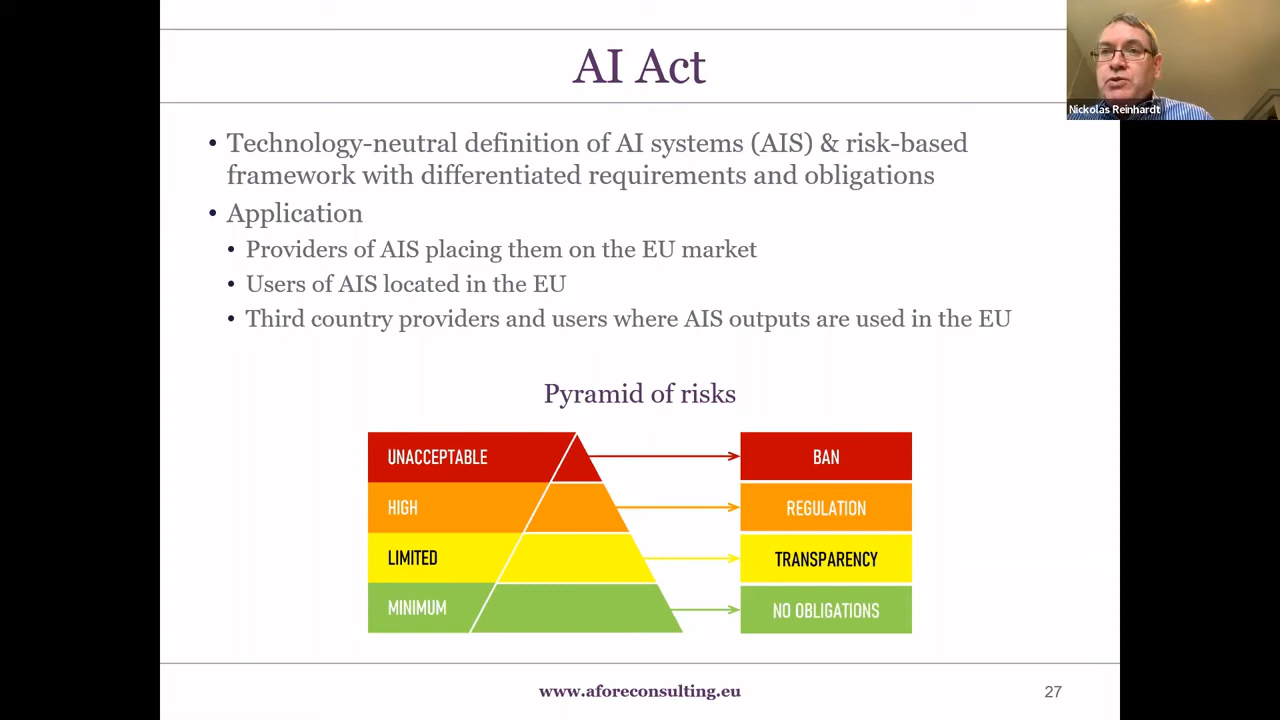 AI Act
Nickolas Reinhardt
• Technology-neutral definition of AI systems (AIS) & risk-based
framework with differentiated requirements and obligations
• Application
• Providers of AIS placing them on the EU market
• Users of AIS located in the EU
• Third country providers and users where AIS outputs are used in the EU
Pyramid of risks
UNACCEPTABLE
BAN
HIGH
REGULATION
LIMITED
TRANSPARENCY
MINIMUM
NO OBLIGATIONS
www.aforeconsulting.eu
27